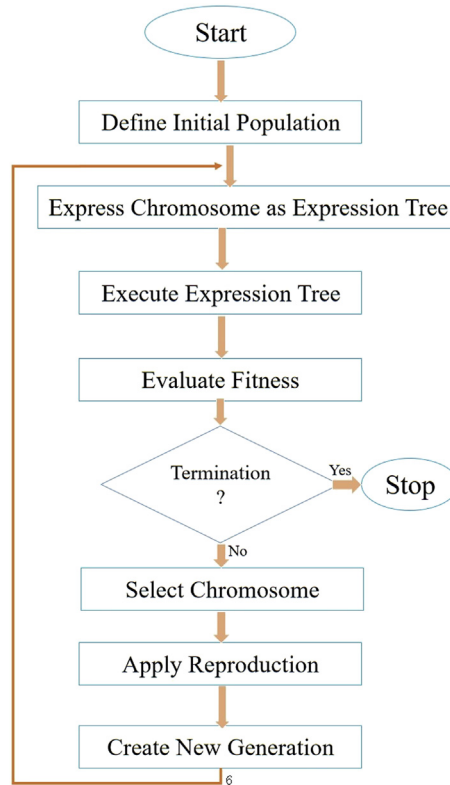 Start
Define Initial Population
Express Chromosome as Expression Tree
Execute Expression Tree
Evaluate Fitness
Termination
?
Yes
Stop
No
Select Chromosome
Apply Reproduction
Create New Generation
6